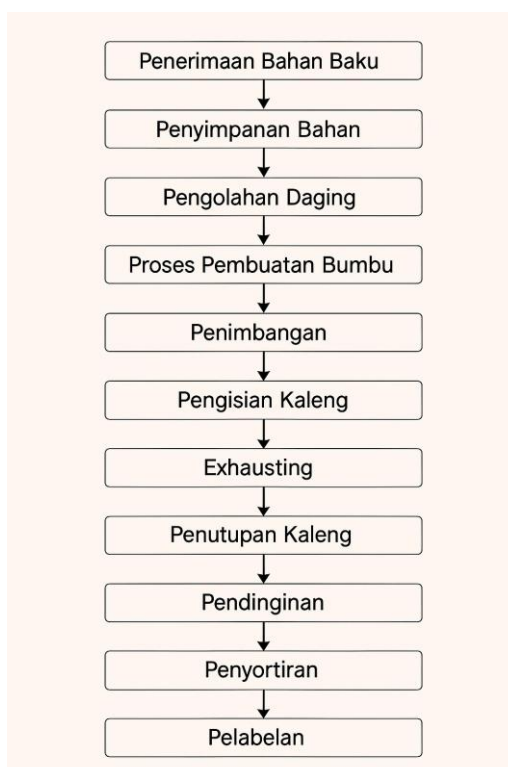 Penerimaan Bahan Baku
Penyimpanan Bahan
Pengolahan Daging
Proses Pembuatan Bumbu
Penimbangan
Pengisian Kaleng
Exhausting
Penutupan Kaleng
Pendinginan
Penyortiran
Pelabelan